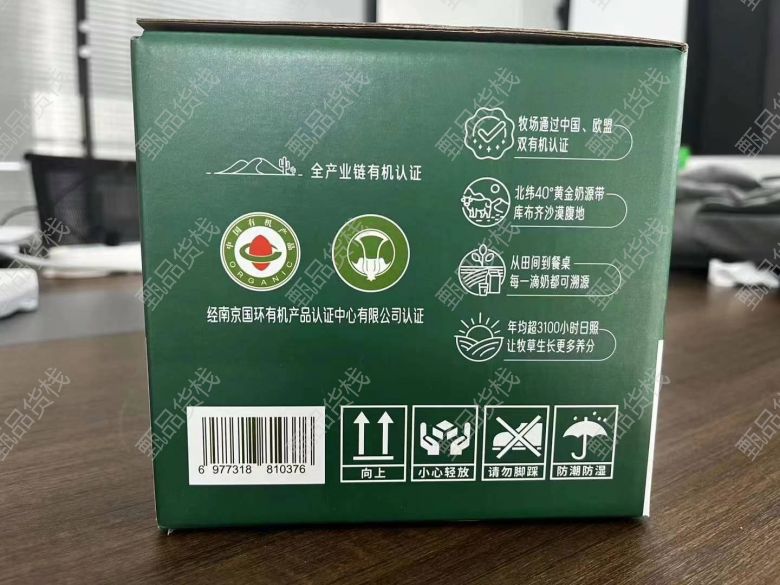 全产业链有机认证
中国有机产品
ORGANIC
经南京国环有机产品认证中心有限公司认证
牧场通过中国、欧盟
双有机认证
北纬40°黄金奶源带
库布齐沙漠腹地
从田间到餐桌
每一滴奶都可溯源
年均超3100小时日照
让牧草生长更多养分
6 977318 810376
向上
小心轻放
请勿脚踩
防潮防湿
甄品货栈